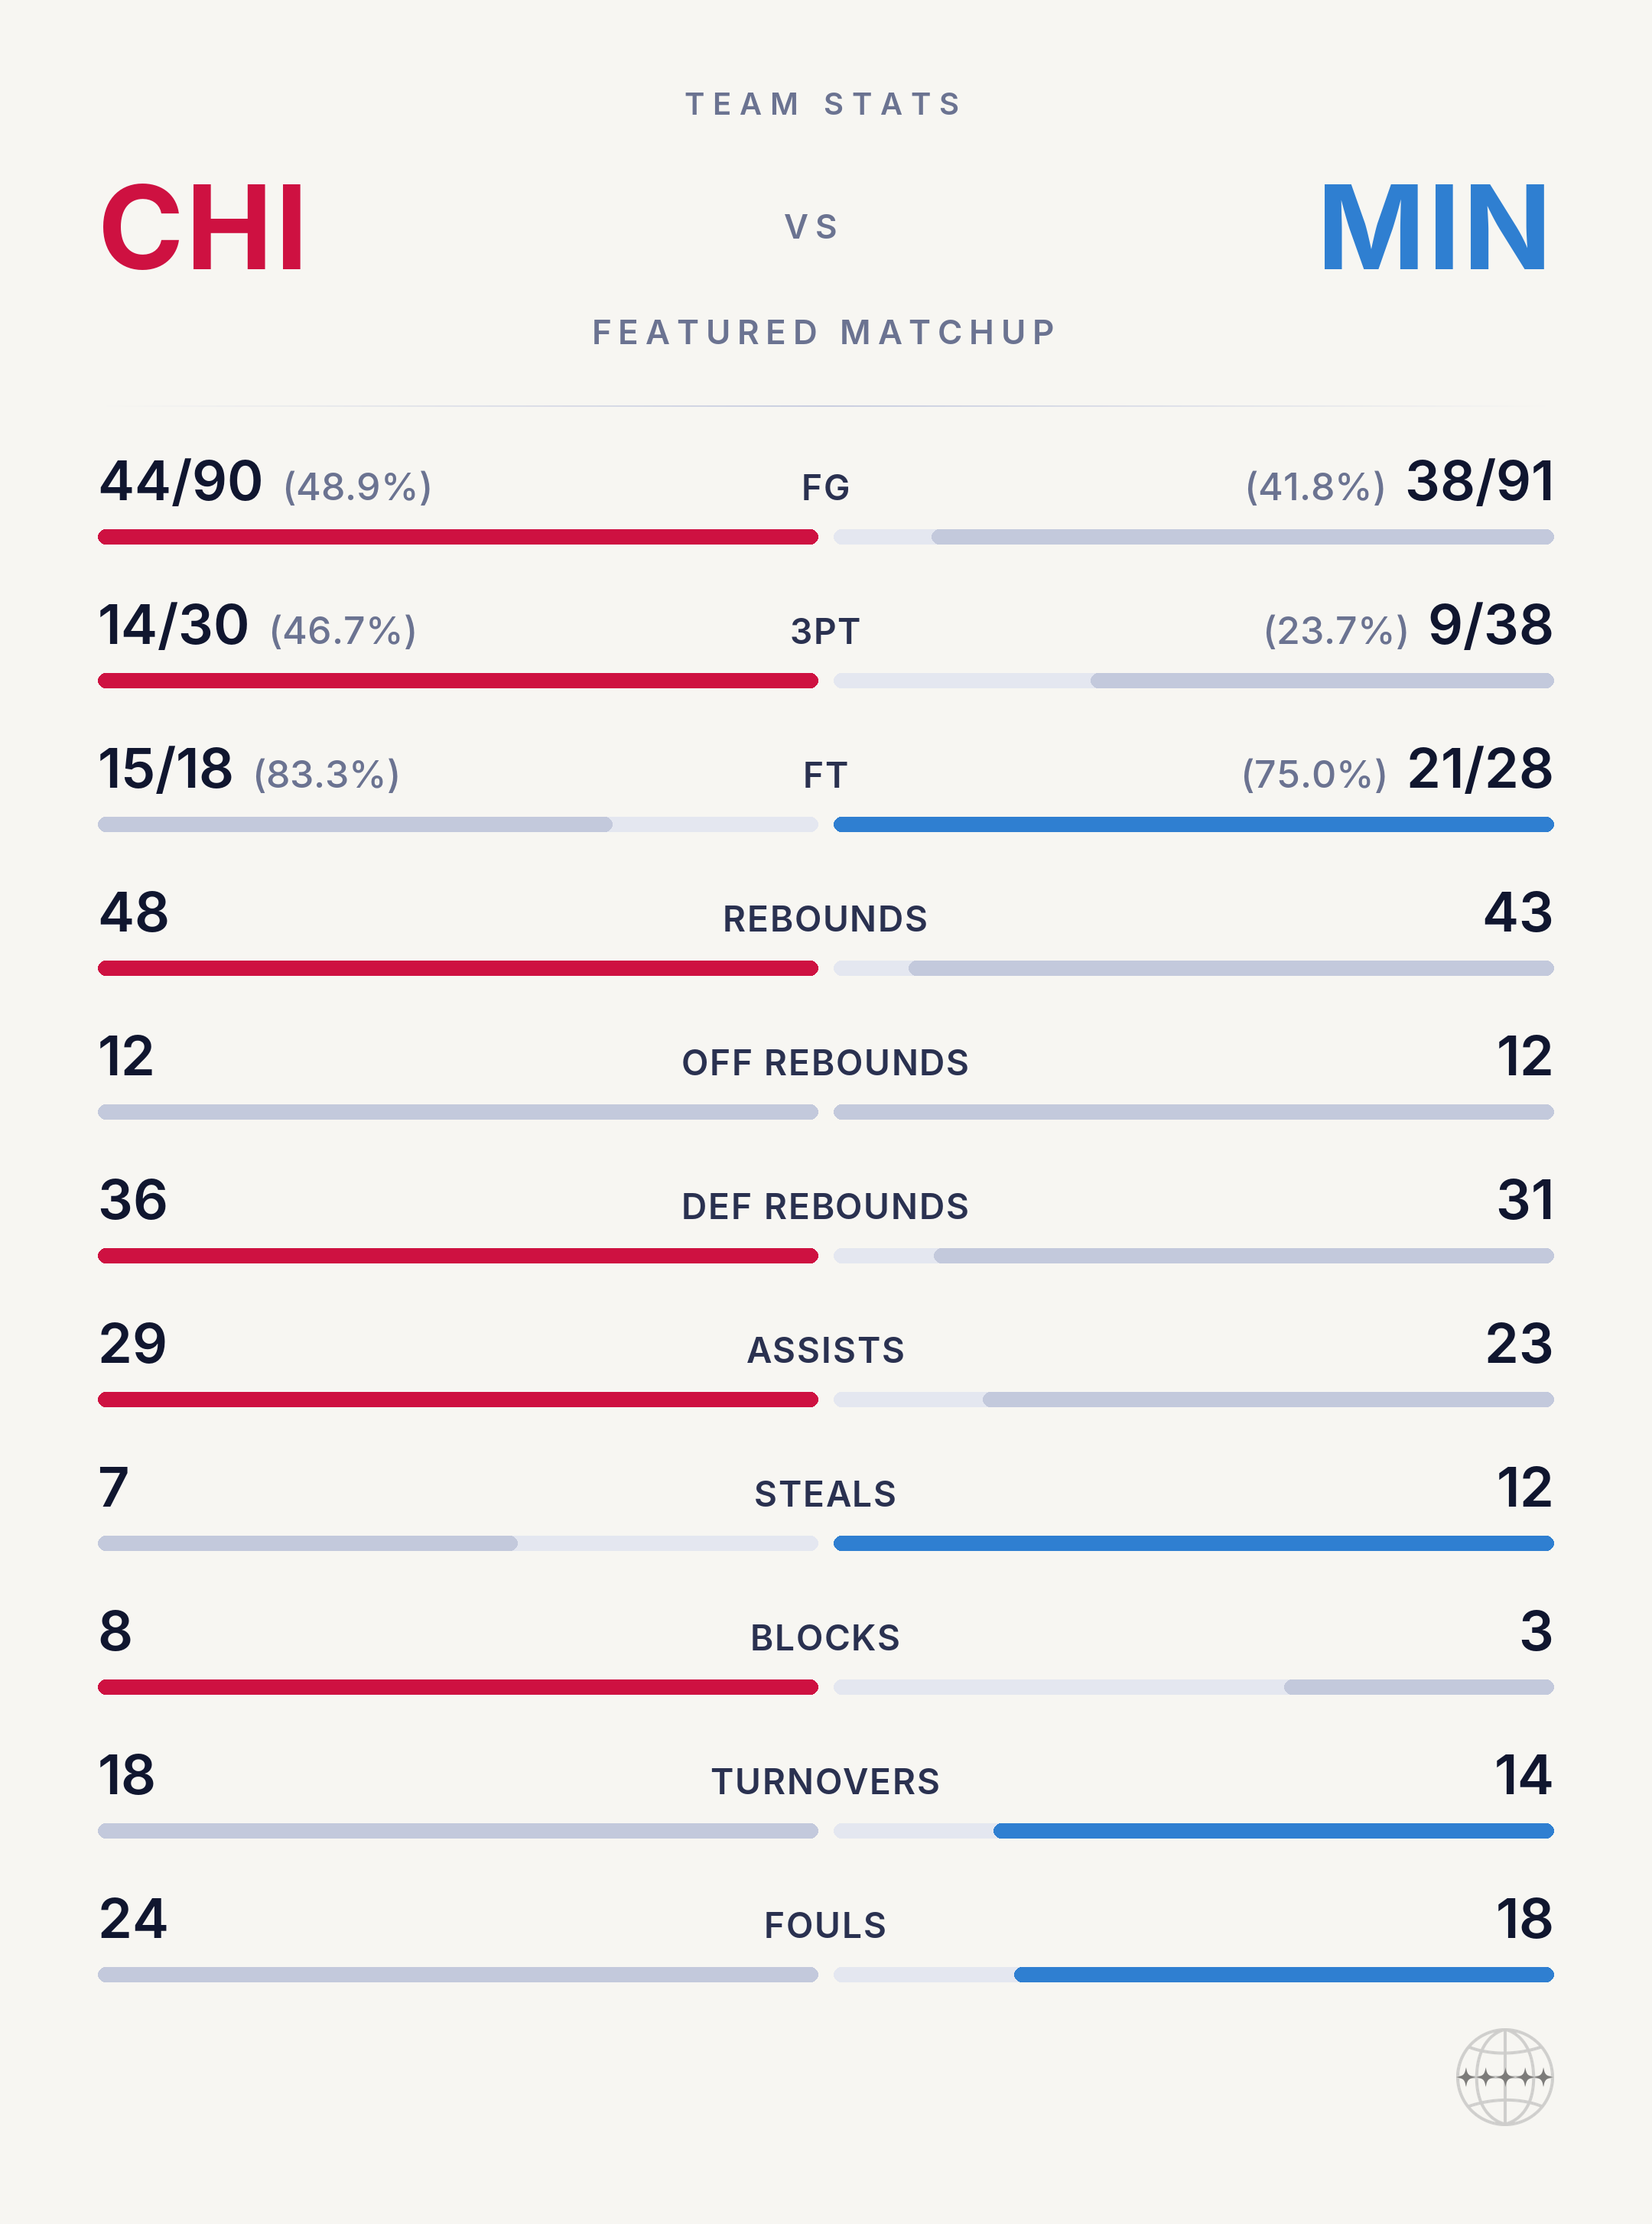 TEAM STATS
CHI VS MIN
FEATURED MATCHUP
44/90 (48.9%) FG (41.8%) 38/91
14/30 (46.7%) 3PT (23.7%) 9/38
15/18 (83.3%) FT (75.0%) 21/28
48 REBOUNDS 43
12 OFF REBOUNDS 12
36 DEF REBOUNDS 31
29 ASSISTS 23
7 STEALS 12
8 BLOCKS 3
18 TURNOVERS 14
24 FOULS 18